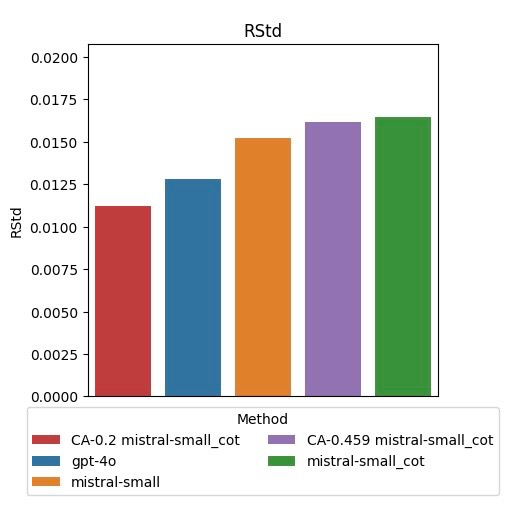 RStd
0.0200
0.0175
0.0150
0.0125
0.0100
0.0075
0.0050
0.0025
0.0000
RStd
Method
CA-0.2 mistral-small_cot
gpt-4o
mistral-small
CA-0.459 mistral-small_cot
mistral-small_cot